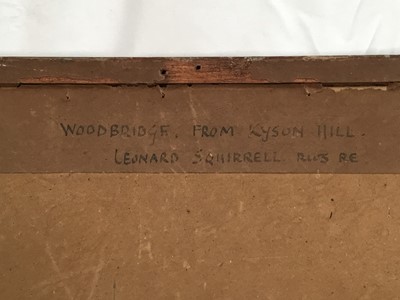 WOODBRIDGE. FROM KYSON HILL.
LEONARD SQUIRRELL RWS RE